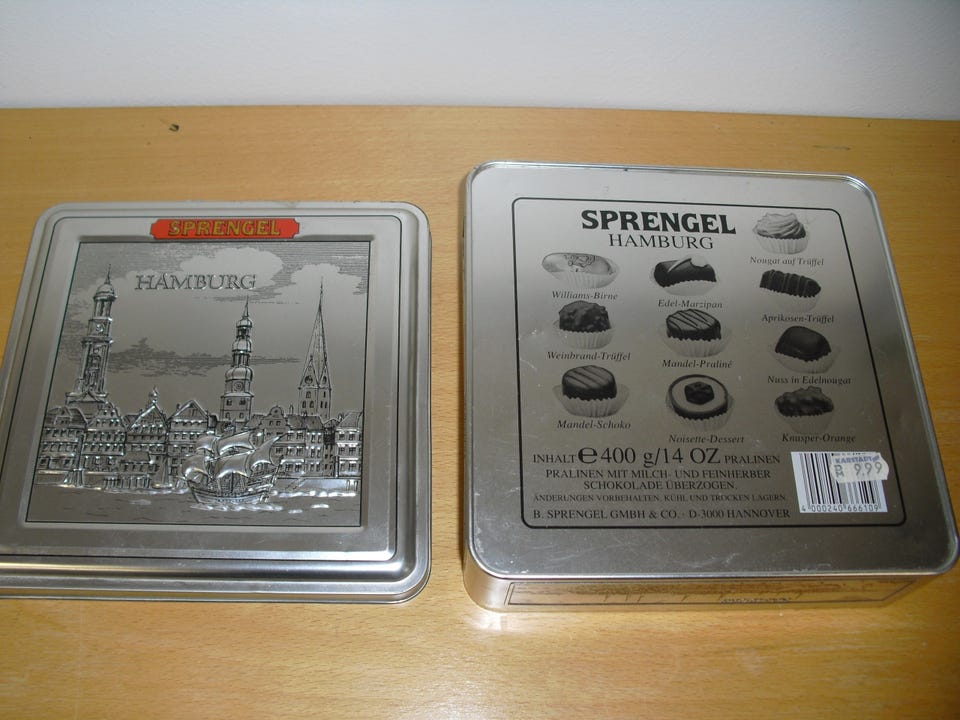 SPRENGEL
HAMBURG
SPRENGEL
HAMBURG
Nougat auf Trüffel
Williams-Birne
Edel-Marzipan
Aprikosen-Trüffel
Weinbrand-Trüffel
Mandel-Praliné
Nuss in Edelnougat
Mandel-Schoko
Noisette-Dessert
Knusper-Orange
INHALT ℮ 400 g/14 OZ PRALINEN
PRALINEN MIT MILCH- UND FEINHERBER
SCHOKOLADE ÜBERZOGEN.
ÄNDERUNGEN VORBEHALTEN, KÜHL UND TROCKEN LAGERN.
B. SPRENGEL GMBH & CO. · D-3000 HANNOVER
KARSTADT
9.99
4 000240 666109